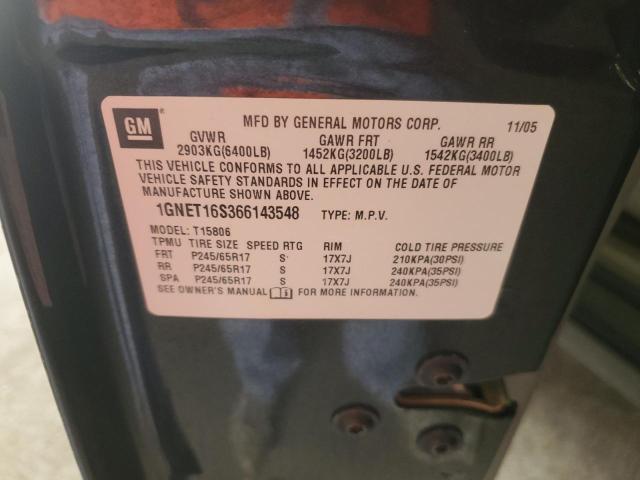 GM MFD BY GENERAL MOTORS CORP. 11/05
GVWR GAWR FRT GAWR RR
2903KG(6400LB) 1452KG(3200LB) 1542KG(3400LB)
THIS VEHICLE CONFORMS TO ALL APPLICABLE U.S. FEDERAL MOTOR
VEHICLE SAFETY STANDARDS IN EFFECT ON THE DATE OF
MANUFACTURE SHOWN ABOVE.
1GNET16S366143548 TYPE: M.P.V.
MODEL: T15806
TPMU TIRE SIZE SPEED RTG RIM COLD TIRE PRESSURE
FRT P245/65R17 S 17X7J 210KPA(30PSI)
RR P245/65R17 S 17X7J 240KPA(35PSI)
SPA P245/65R17 S 17X7J 240KPA(35PSI)
SEE OWNER'S MANUAL FOR MORE INFORMATION.